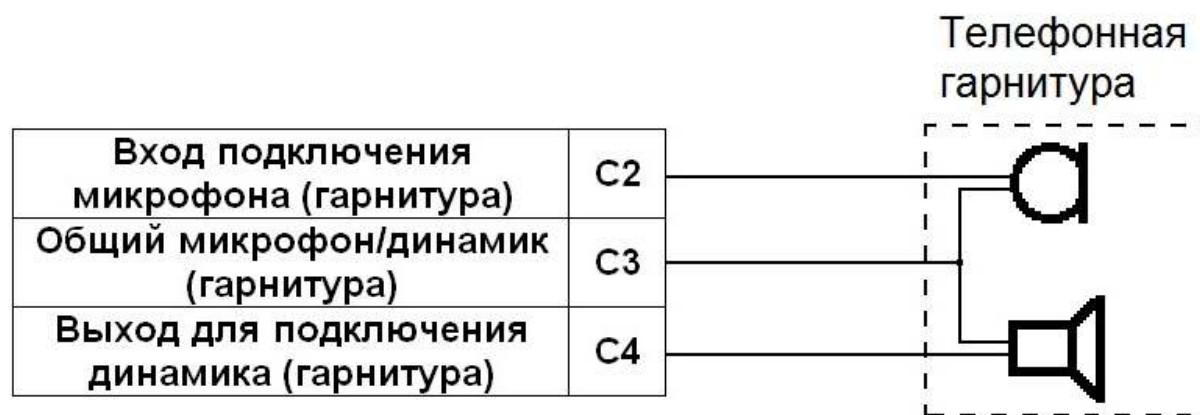 Телефонная
гарнитура
Вход подключения
микрофона (гарнитура)
C2
Общий микрофон/динамик
(гарнитура)
C3
Выход для подключения
динамика (гарнитура)
C4